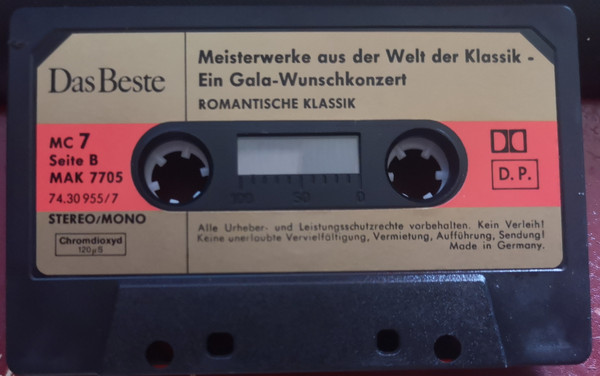 Das Beste
Meisterwerke aus der Welt der Klassik -
Ein Gala-Wunschkonzert
ROMANTISCHE KLASSIK
MC 7
Seite B
MAK 7705
74.30 955/7
STEREO/MONO
Chromdioxyd
120µS
100 50 0
D.P.
Alle Urheber- und Leistungsschutzrechte vorbehalten. Kein Verleih!
Keine unerlaubte Vervielfältigung, Vermietung, Aufführung, Sendung!
Made in Germany.